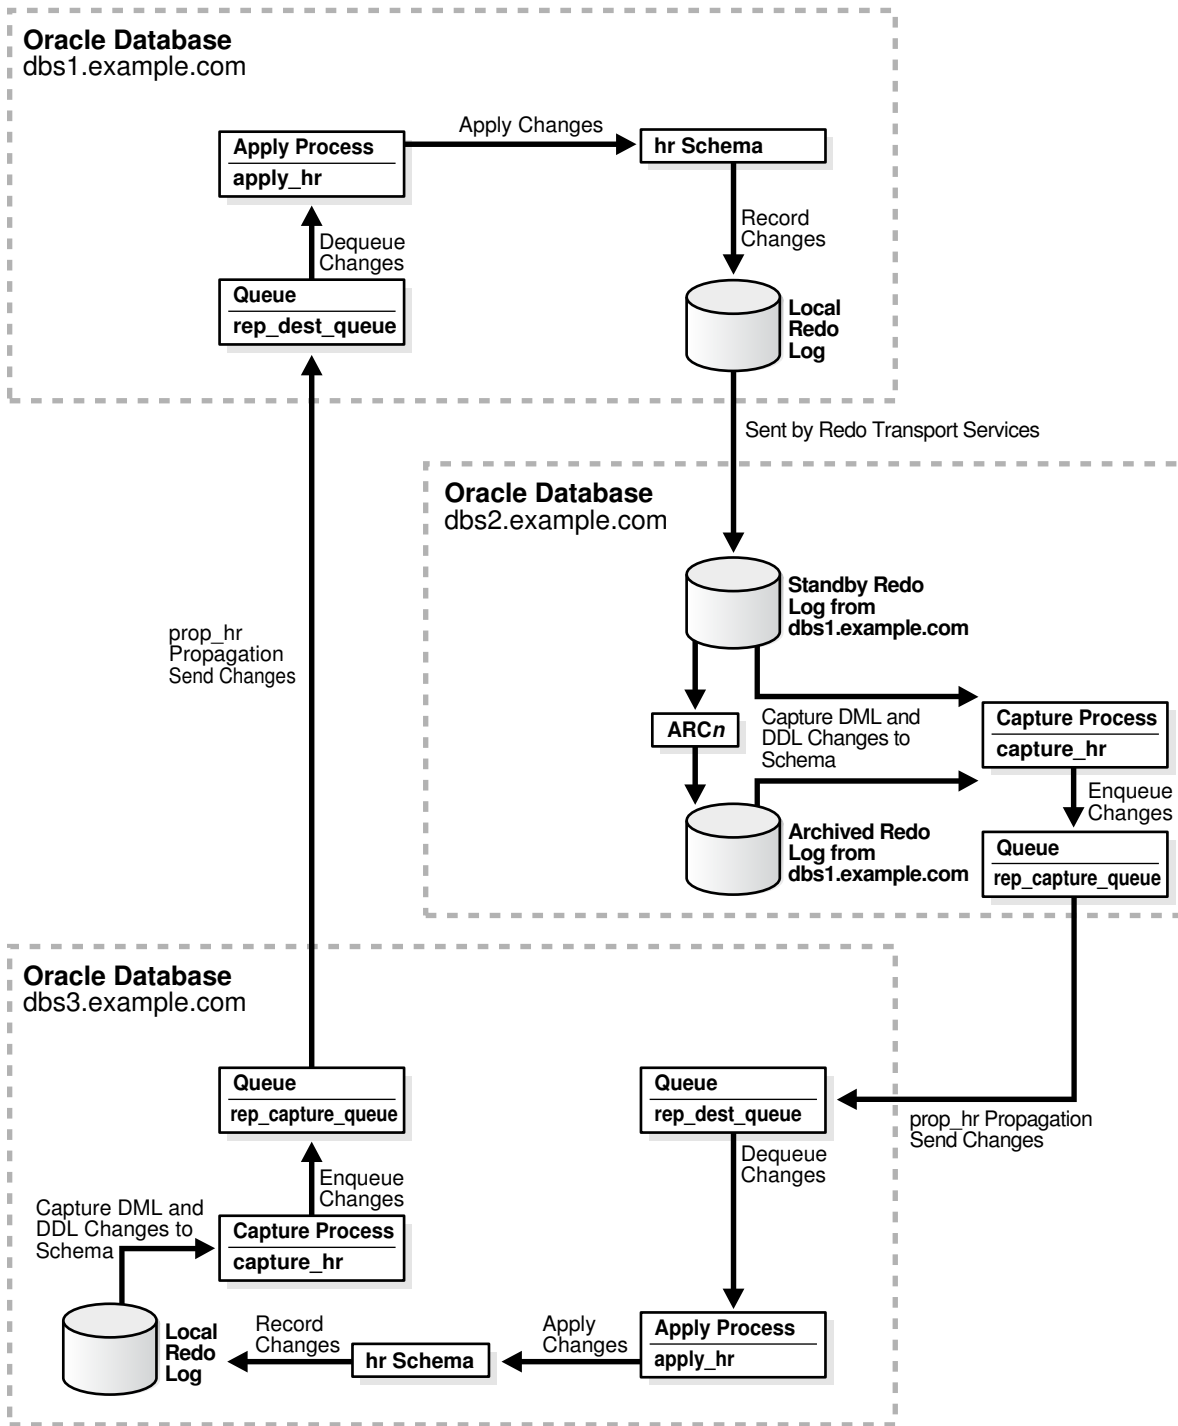 Oracle Database
dbs1.example.com
Apply Changes
Apply Process
apply_hr
hr Schema
Record
Changes
Dequeue
Changes
Queue
rep_dest_queue
Local
Redo
Log
Sent by Redo Transport Services
Oracle Database
dbs2.example.com
Standby Redo
Log from
dbs1.example.com
prop_hr
Propagation
Send Changes
ARCn
Capture DML and
DDL Changes to
Schema
Capture Process
capture_hr
Enqueue
Changes
Archived Redo
Log from
dbs1.example.com
Queue
rep_capture_queue
Oracle Database
dbs3.example.com
Queue
rep_capture_queue
Queue
rep_dest_queue
prop_hr Propagation
Send Changes
Dequeue
Changes
Enqueue
Changes
Capture DML and
DDL Changes to
Schema
Capture Process
capture_hr
Local
Redo
Log
Record
Changes
hr Schema
Apply
Changes
Apply Process
apply_hr